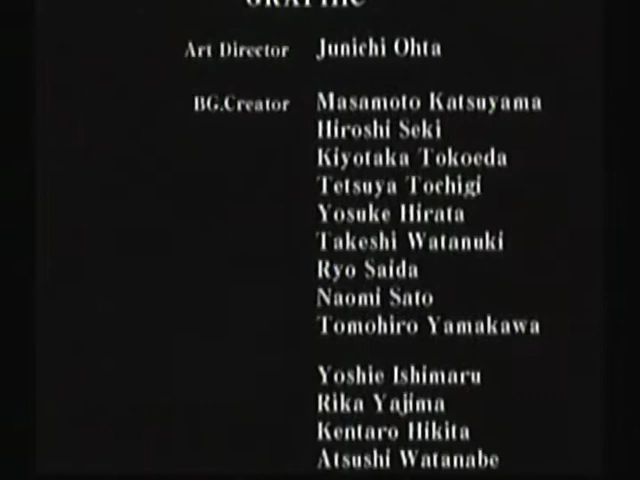 GRAPHIC
Art Director Junichi Ohta
BG.Creator Masamoto Katsuyama
Hiroshi Seki
Kiyotaka Tokoeda
Tetsuya Tochigi
Yosuke Hirata
Takeshi Watanuki
Ryo Saida
Naomi Sato
Tomohiro Yamakawa
Yoshie Ishimaru
Rika Yajima
Kentaro Hikita
Atsushi Watanabe